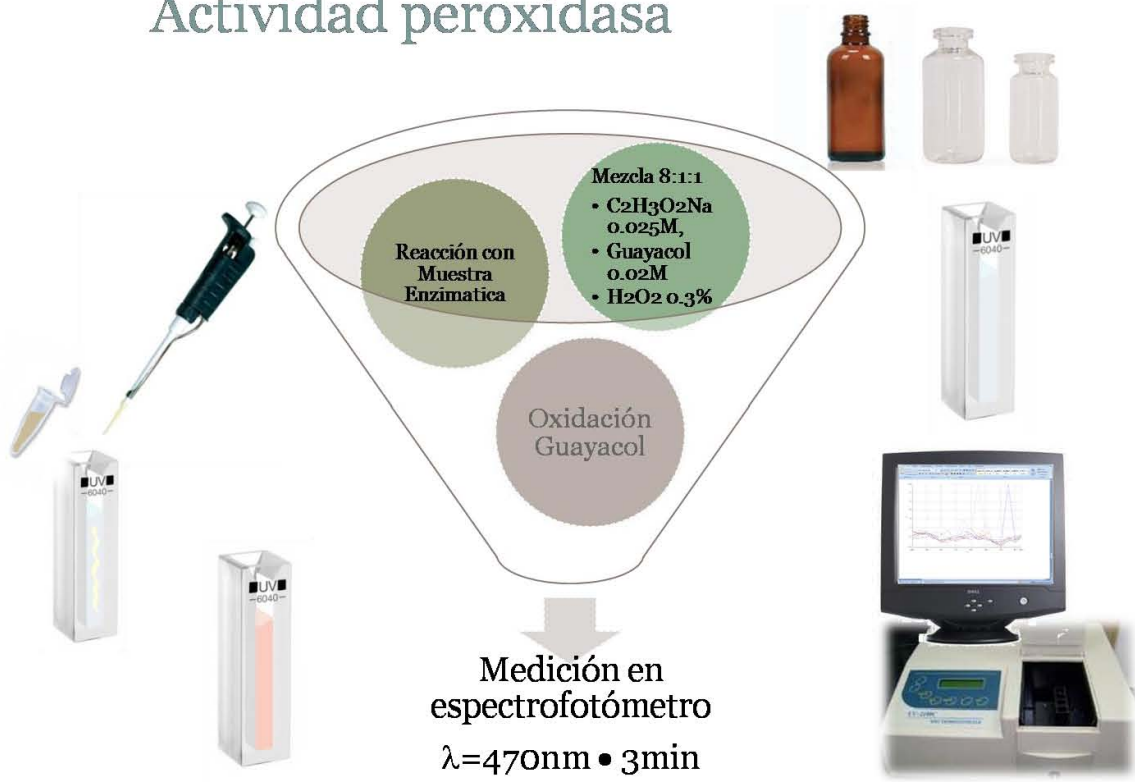 Actividad peroxidasa
Reacción con
Muestra
Enzimatica
Mezcla 8:1:1
• C2H3O2Na
0.025M,
• Guayacol
0.02M
• H2O2 0.3%
Oxidación
Guayacol
Medición en
espectrofotómetro
λ=470nm • 3min
■UV■
–6040–
■UV■
–6040–
■UV■
–6040–
DELL